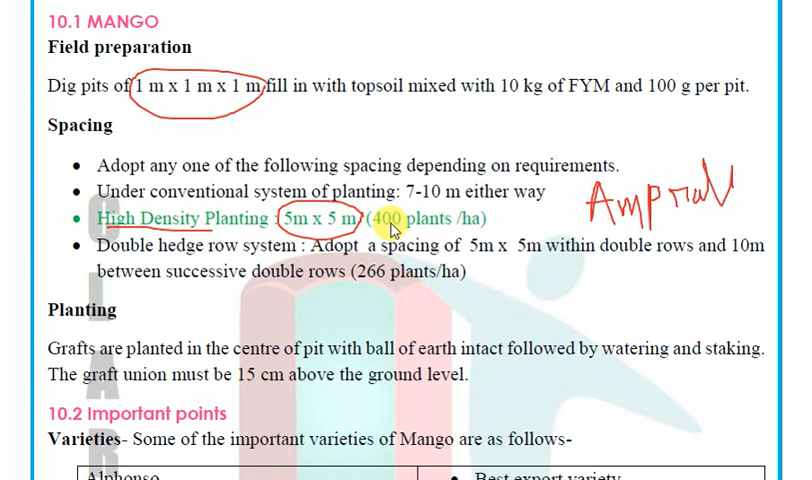 10.1 MANGO
Field preparation
Dig pits of 1 m x 1 m x 1 m, fill in with topsoil mixed with 10 kg of FYM and 100 g per pit.
Spacing
• Adopt any one of the following spacing depending on requirements.
• Under conventional system of planting: 7-10 m either way
• High Density Planting : 5m x 5 m (400 plants /ha)
• Double hedge row system : Adopt a spacing of 5m x 5m within double rows and 10m
between successive double rows (266 plants/ha)
Planting
Grafts are planted in the centre of pit with ball of earth intact followed by watering and staking.
The graft union must be 15 cm above the ground level.
10.2 Important points
Varieties- Some of the important varieties of Mango are as follows-
Alphonso
• Best export variety